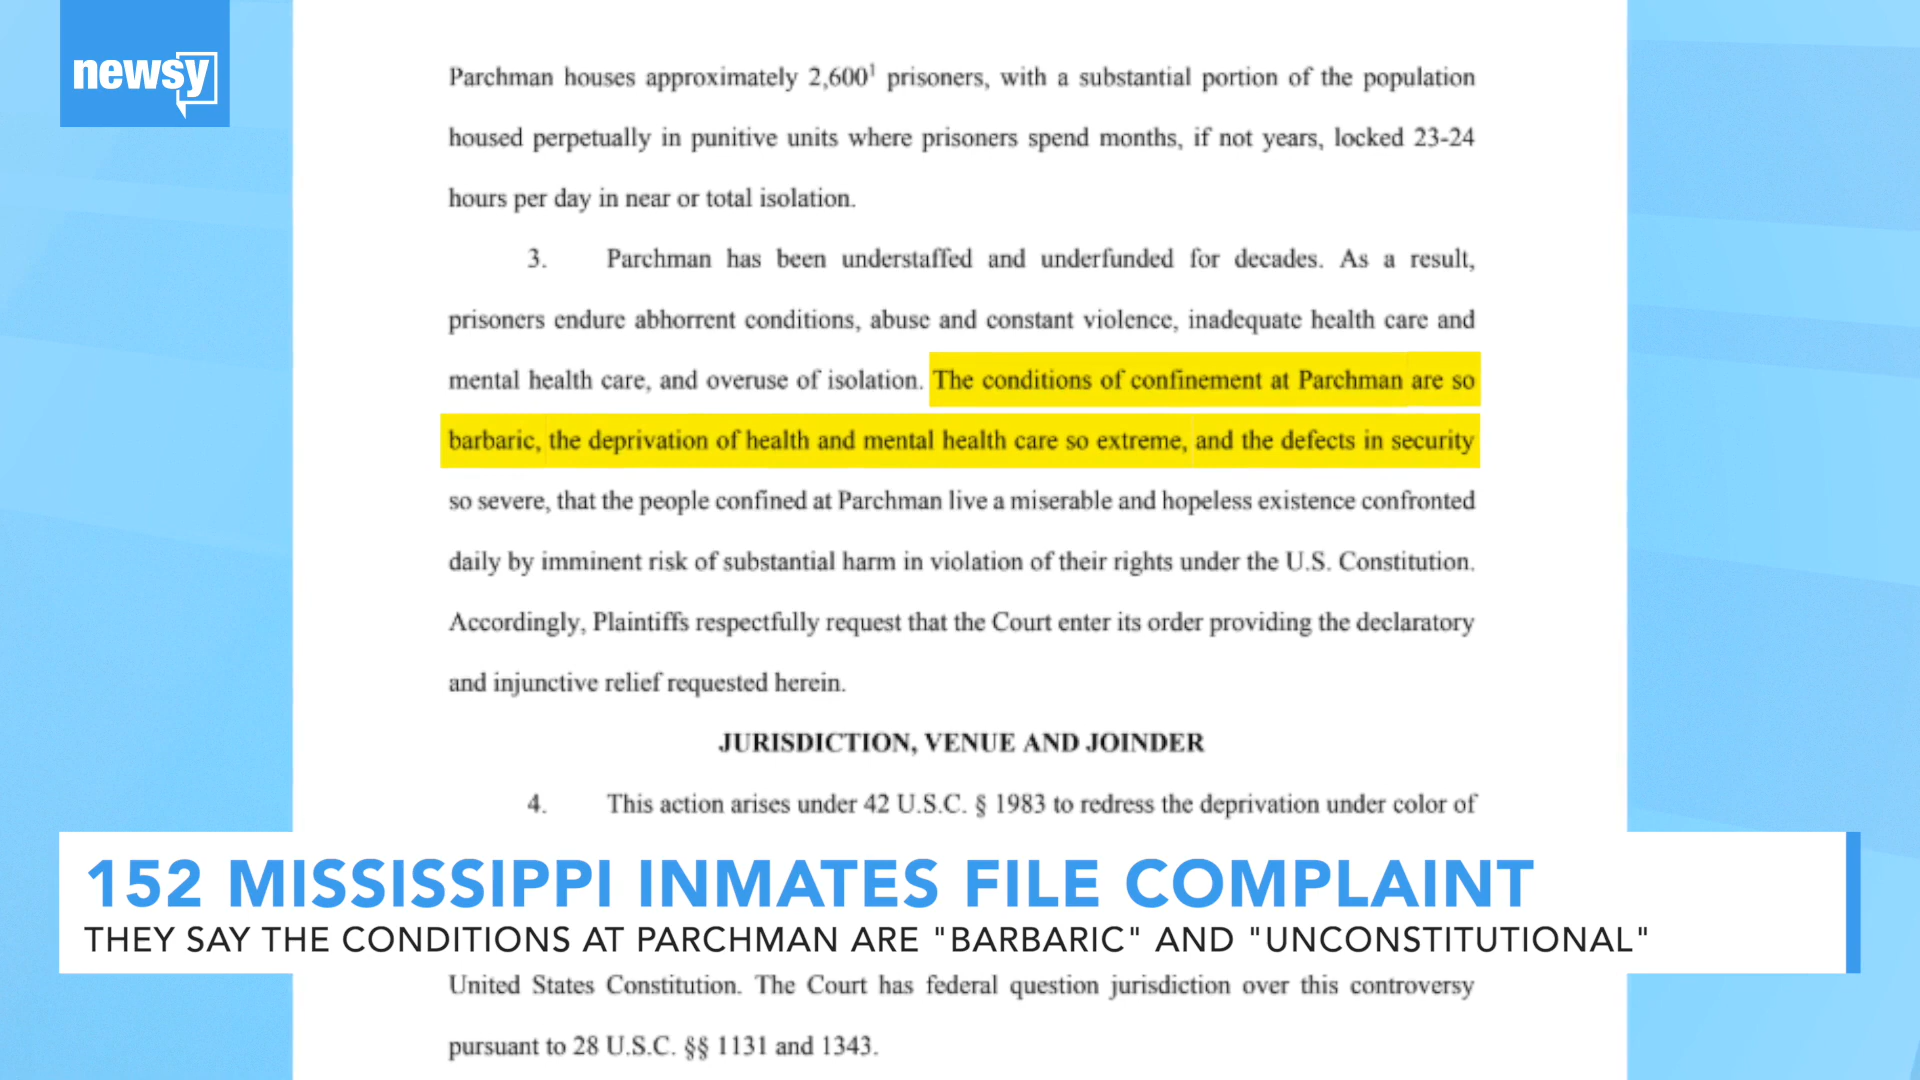 newsy
Parchman houses approximately 2,600¹ prisoners, with a substantial portion of the population
housed perpetually in punitive units where prisoners spend months, if not years, locked 23-24
hours per day in near or total isolation.
3. Parchman has been understaffed and underfunded for decades. As a result,
prisoners endure abhorrent conditions, abuse and constant violence, inadequate health care and
mental health care, and overuse of isolation. The conditions of confinement at Parchman are so
barbaric, the deprivation of health and mental health care so extreme, and the defects in security
so severe, that the people confined at Parchman live a miserable and hopeless existence confronted
daily by imminent risk of substantial harm in violation of their rights under the U.S. Constitution.
Accordingly, Plaintiffs respectfully request that the Court enter its order providing the declaratory
and injunctive relief requested herein.
JURISDICTION, VENUE AND JOINDER
4. This action arises under 42 U.S.C. § 1983 to redress the deprivation under color of
152 MISSISSIPPI INMATES FILE COMPLAINT
THEY SAY THE CONDITIONS AT PARCHMAN ARE "BARBARIC" AND "UNCONSTITUTIONAL"
United States Constitution. The Court has federal question jurisdiction over this controversy
pursuant to 28 U.S.C. §§ 1131 and 1343.